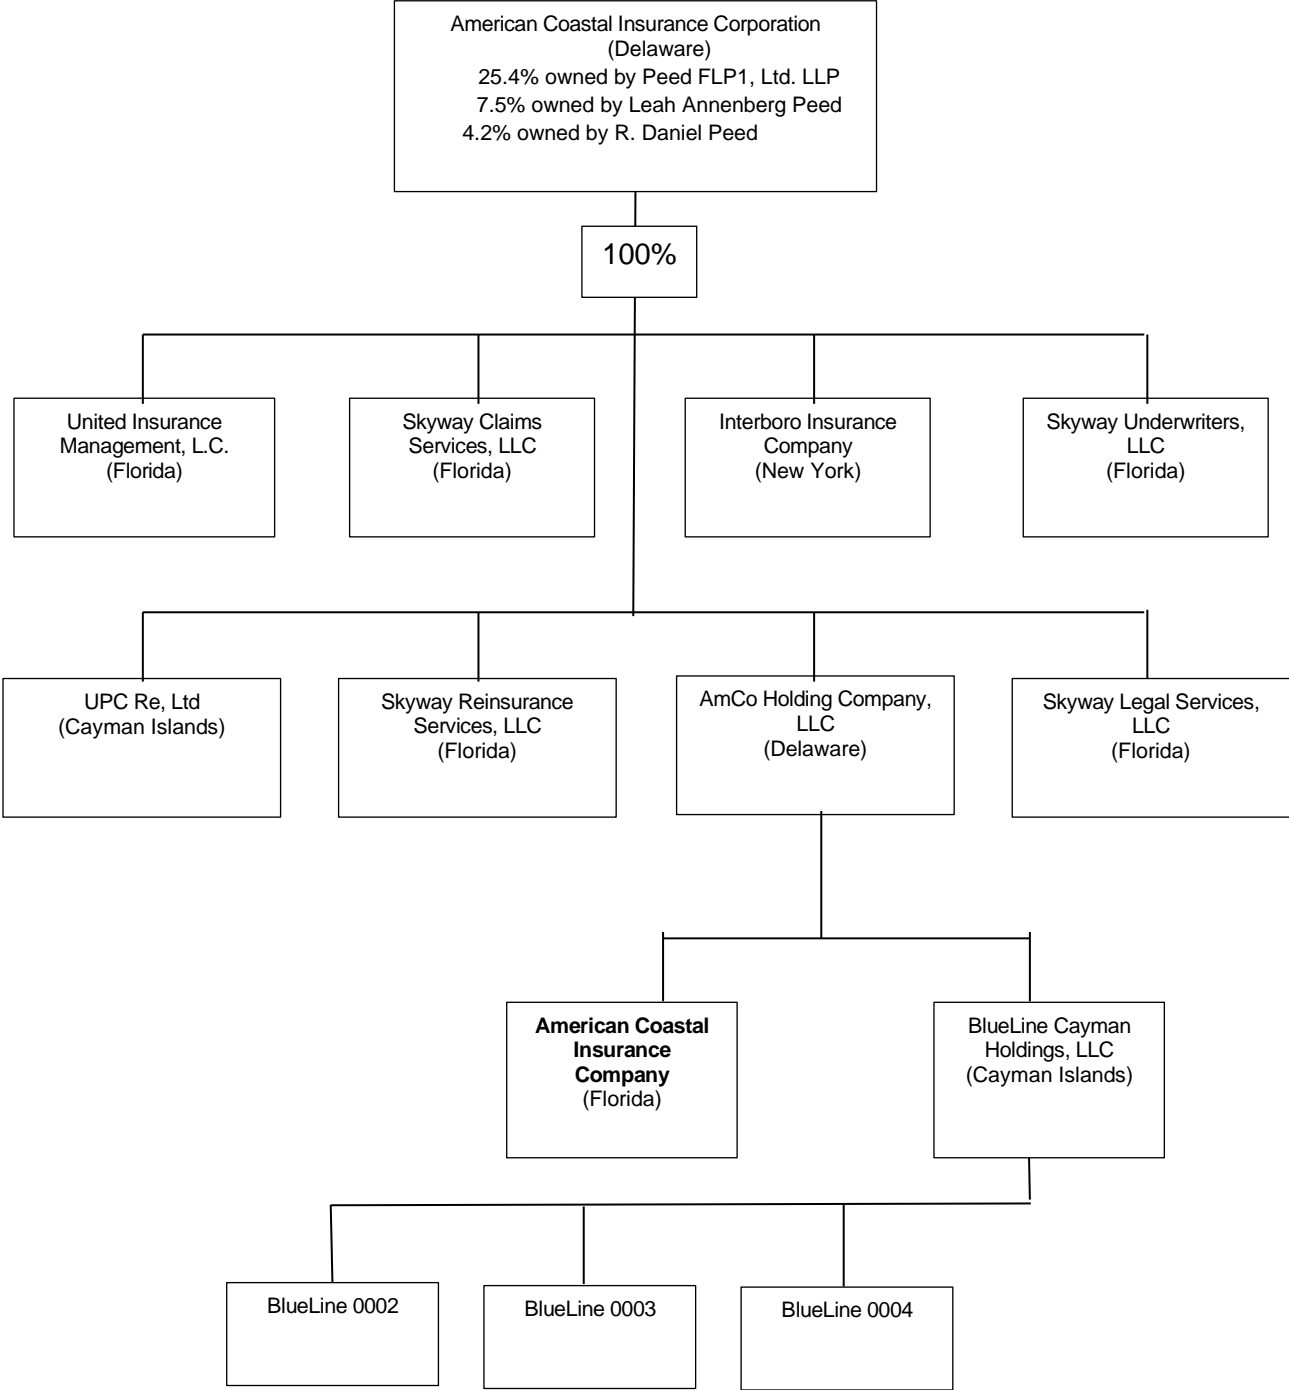 American Coastal Insurance Corporation
(Delaware)
25.4% owned by Peed FLP1, Ltd. LLP
7.5% owned by Leah Annenberg Peed
4.2% owned by R. Daniel Peed
100%
United Insurance
Management, L.C.
(Florida)
Skyway Claims
Services, LLC
(Florida)
Interboro Insurance
Company
(New York)
Skyway Underwriters,
LLC
(Florida)
UPC Re, Ltd
(Cayman Islands)
Skyway Reinsurance
Services, LLC
(Florida)
AmCo Holding Company,
LLC
(Delaware)
Skyway Legal Services,
LLC
(Florida)
American Coastal
Insurance
Company
(Florida)
BlueLine Cayman
Holdings, LLC
(Cayman Islands)
BlueLine 0002
BlueLine 0003
BlueLine 0004